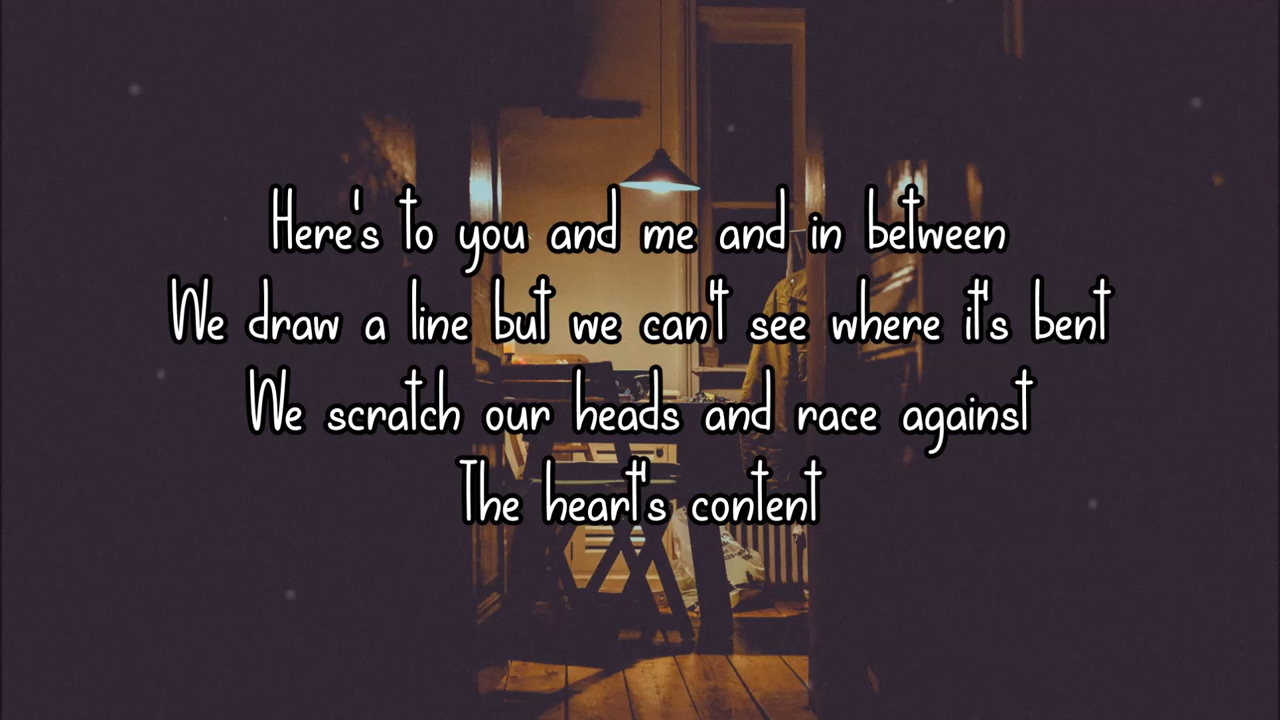 Here's to you and me and in between
We draw a line but we can't see where it's bent
We scratch our heads and race against
The heart's content